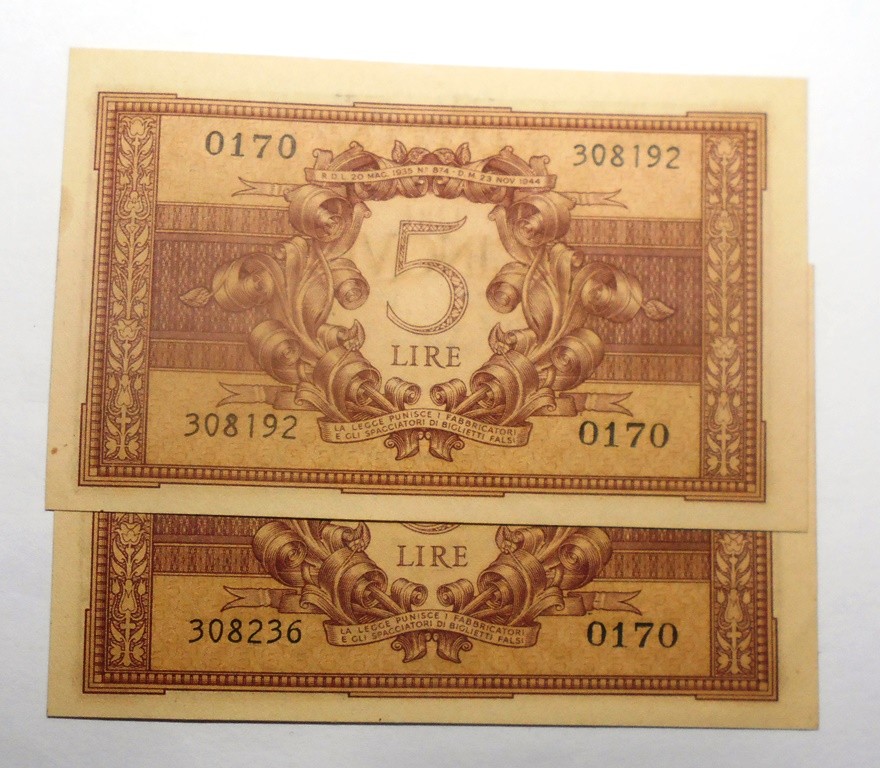 0170
308192
R.D.L. 20 MAG. 1935 Nº 874 - D.M. 23 NOV 1944
5
LIRE
308192
LA LEGGE PUNISCE I FABBRICATORI
E GLI SPACCIATORI DI BIGLIETTI FALSI
0170
LIRE
308236
LA LEGGE PUNISCE I FABBRICATORI
E GLI SPACCIATORI DI BIGLIETTI FALSI
0170